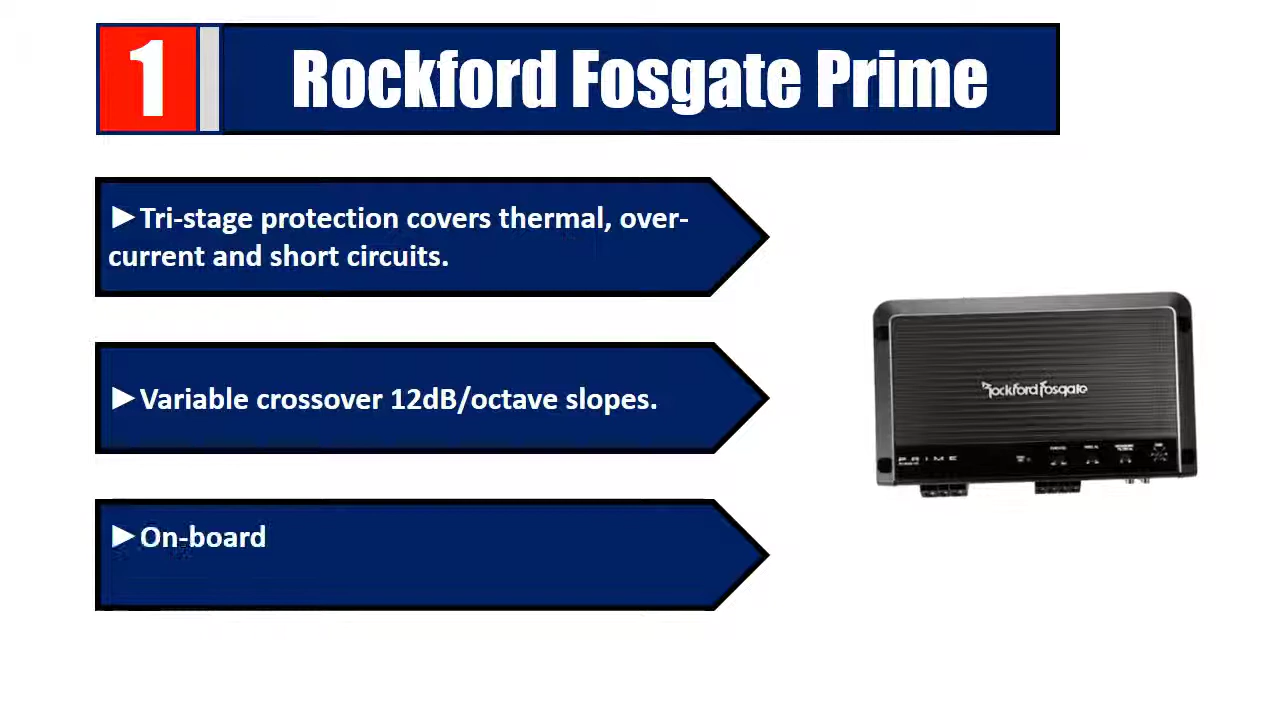 1 Rockford Fosgate Prime
►Tri-stage protection covers thermal, over-
current and short circuits.
►Variable crossover 12dB/octave slopes.
►On-board
Rockford Fosgate
PRIME